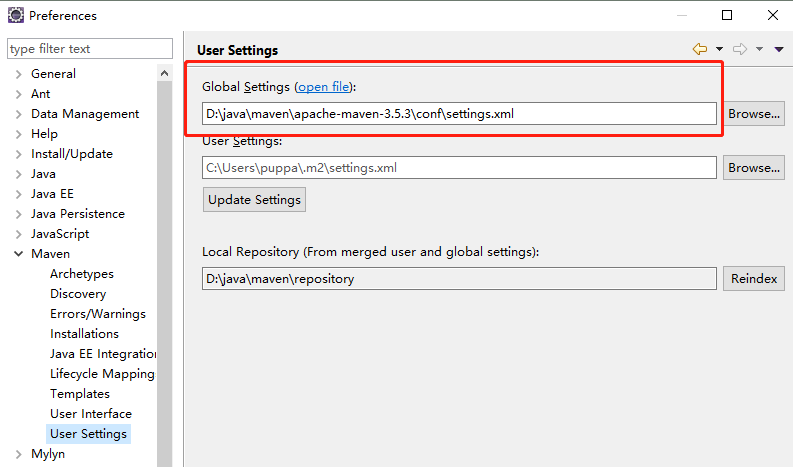 Preferences
type filter text
General
Ant
Data Management
Help
Install/Update
Java
Java EE
Java Persistence
JavaScript
Maven
Archetypes
Discovery
Errors/Warnings
Installations
Java EE Integration
Lifecycle Mapping
Templates
User Interface
User Settings
Mylyn
User Settings
Global Settings (open file):
D:\java\maven\apache-maven-3.5.3\conf\settings.xml
Browse...
User Settings:
C:\Users\puppa\.m2\settings.xml
Browse...
Update Settings
Local Repository (From merged user and global settings):
D:\java\maven\repository
Reindex